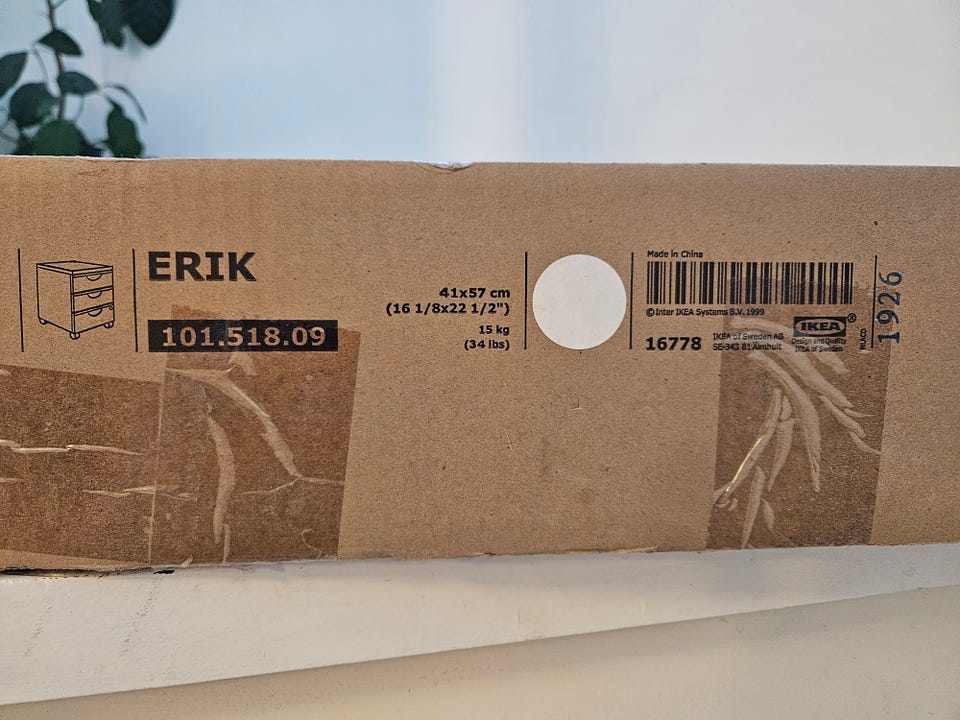 ERIK
101.518.09
41x57 cm
(16 1/8x22 1/2")
15 kg
(34 lbs)
Made in China
© Inter IKEA Systems B.V. 1999
16778
IKEA of Sweden AB
SE-343 81 Älmhult
IKEA®
Design and Quality
IKEA of Sweden
1926